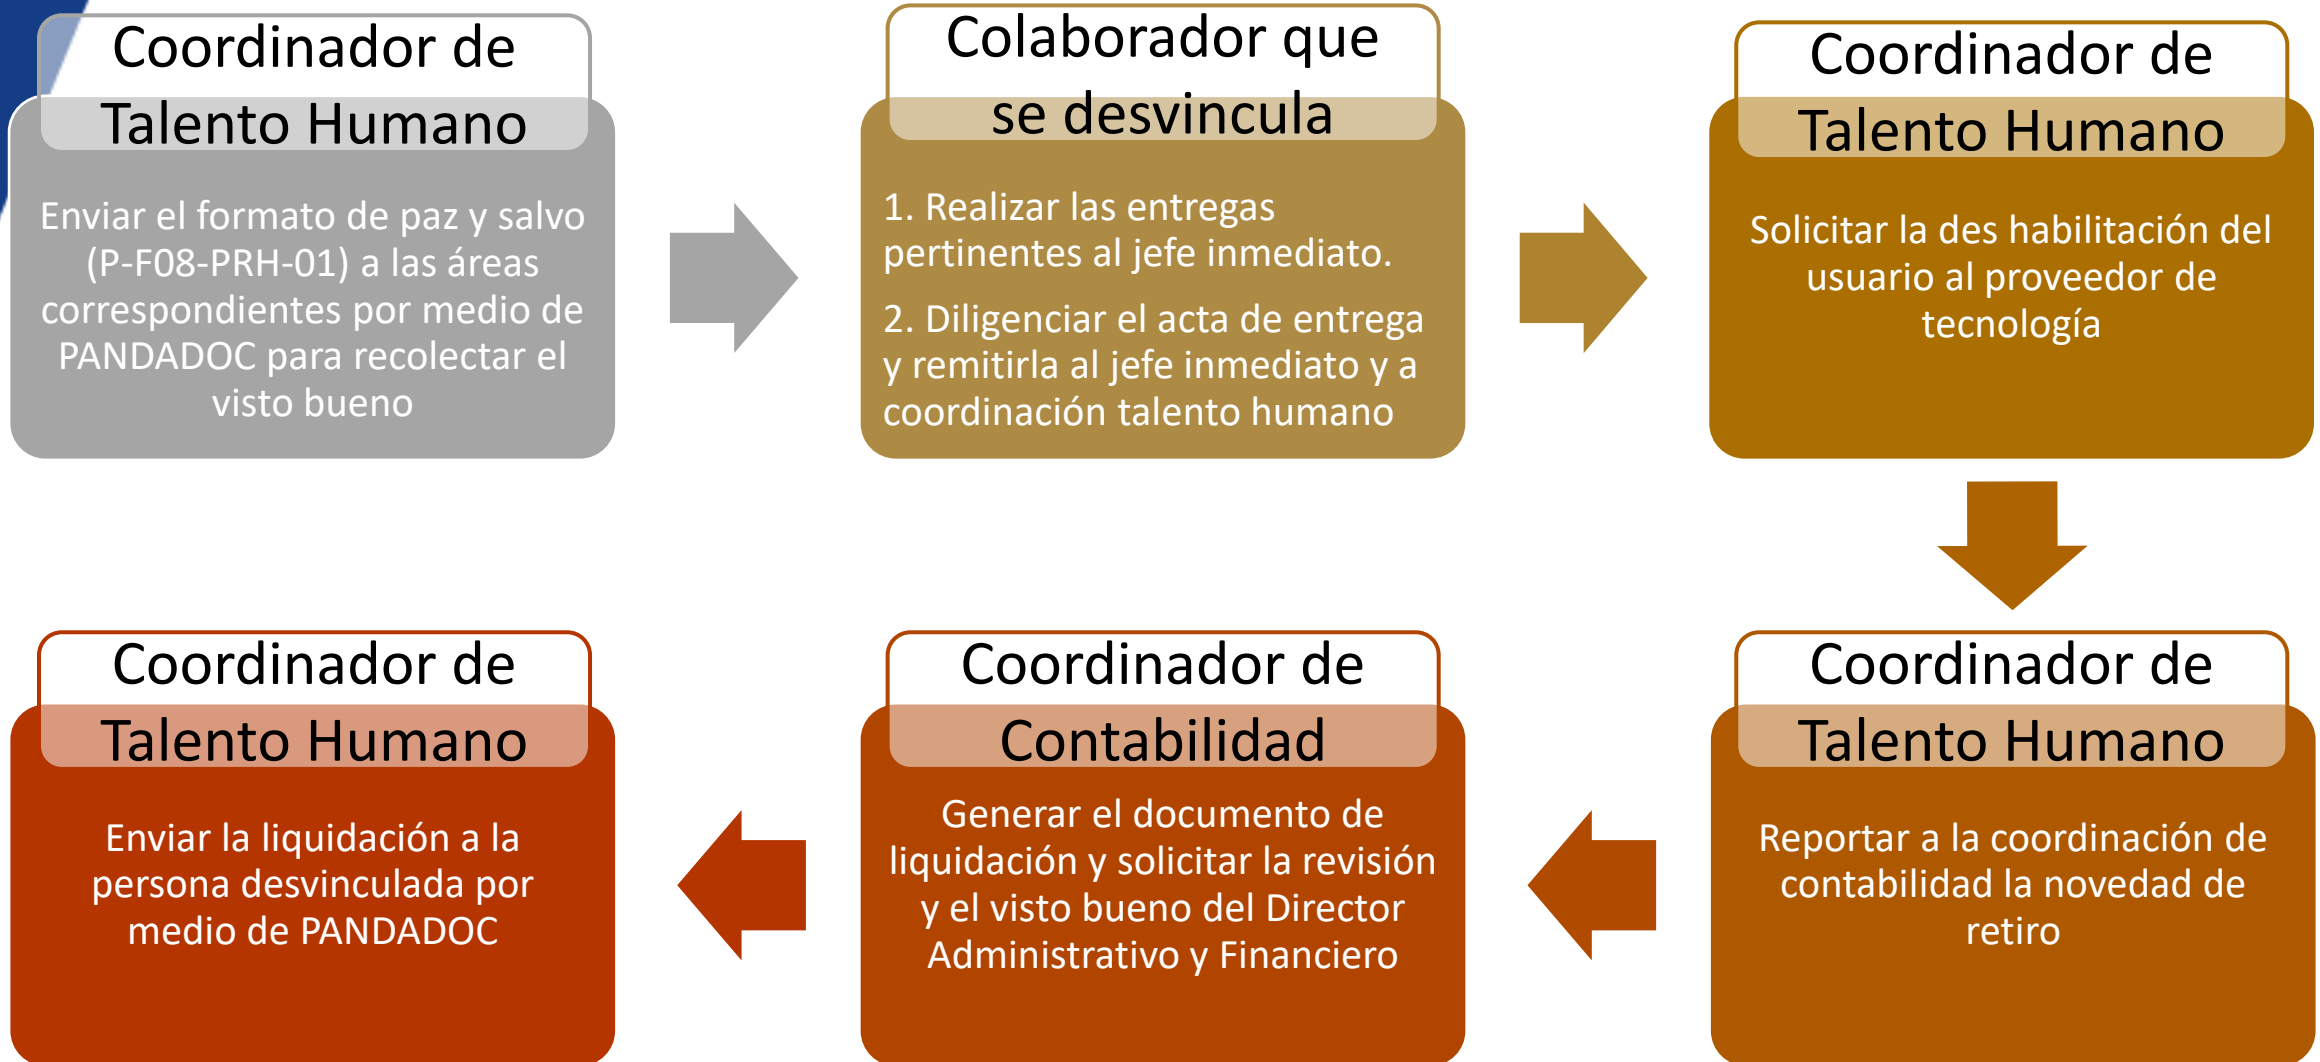 Coordinador de
Talento Humano
Enviar el formato de paz y salvo
(P-F08-PRH-01) a las áreas
correspondientes por medio de
PANDADOC para recolectar el
visto bueno
Colaborador que
se desvincula
1. Realizar las entregas
pertinentes al jefe inmediato.
2. Diligenciar el acta de entrega
y remitirla al jefe inmediato y a
coordinación talento humano
Coordinador de
Talento Humano
Solicitar la des habilitación del
usuario al proveedor de
tecnología
Coordinador de
Talento Humano
Reportar a la coordinación de
contabilidad la novedad de
retiro
Coordinador de
Contabilidad
Generar el documento de
liquidación y solicitar la revisión
y el visto bueno del Director
Administrativo y Financiero
Coordinador de
Talento Humano
Enviar la liquidación a la
persona desvinculada por
medio de PANDADOC